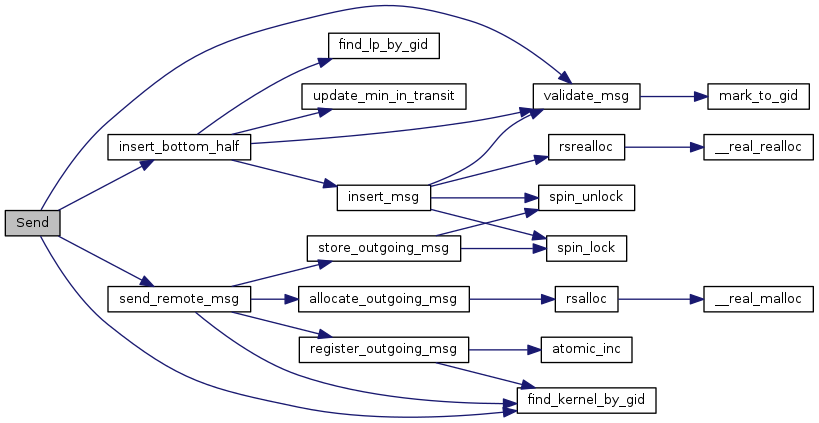 find_lp_by_gid
update_min_in_transit
validate_msg
mark_to_gid
insert_bottom_half
rsrealloc
__real_realloc
insert_msg
spin_unlock
Send
store_outgoing_msg
spin_lock
send_remote_msg
allocate_outgoing_msg
rsalloc
__real_malloc
register_outgoing_msg
atomic_inc
find_kernel_by_gid